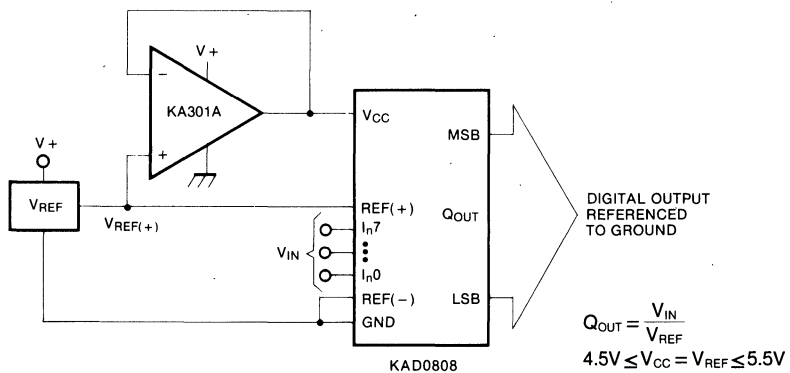 V+
−
KA301A
+
V+
VREF
VREF(+)
VCC
MSB
REF(+)
In7
QOUT
VIN
In0
REF(−)
LSB
GND
KAD0808
DIGITAL OUTPUT
REFERENCED
TO GROUND
QOUT = VIN / VREF
4.5V ≤ VCC = VREF ≤ 5.5V